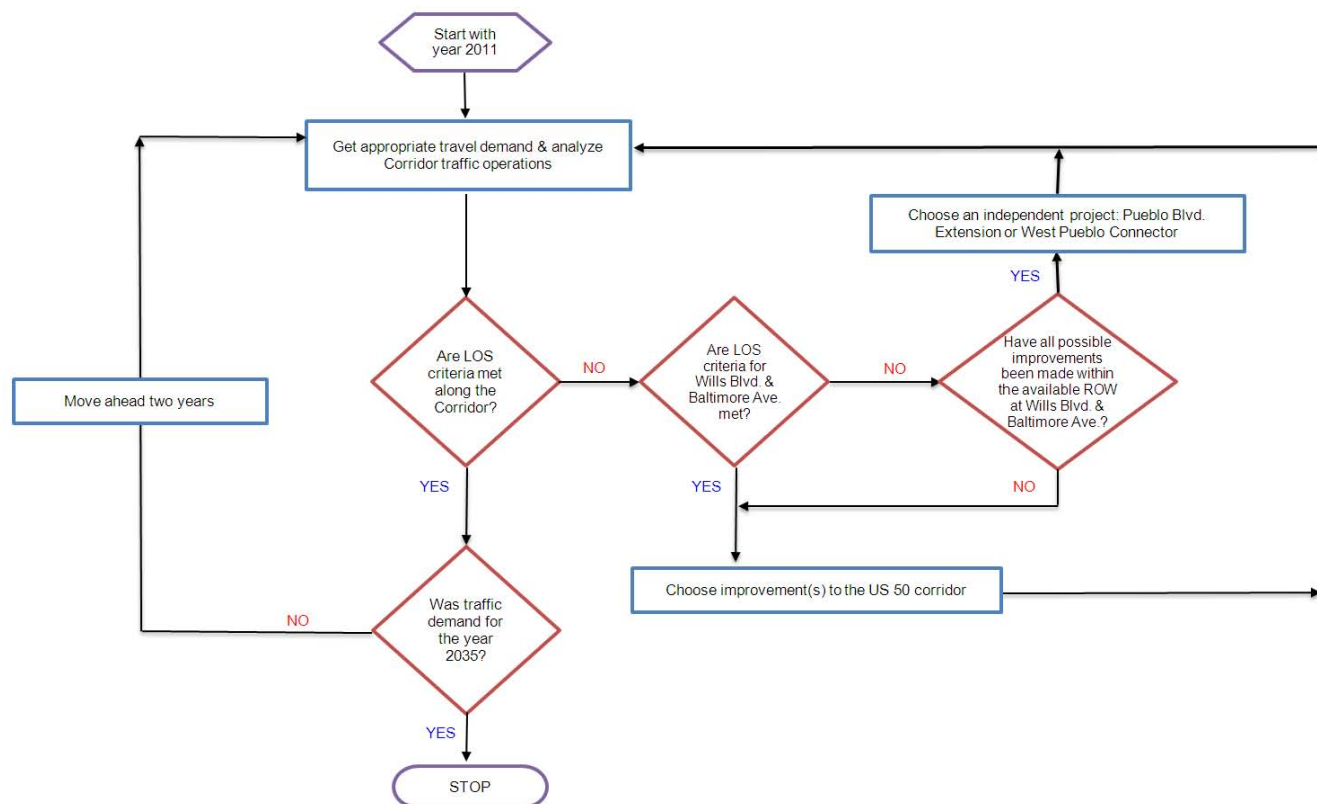 Start with
year 2011
Get appropriate travel demand & analyze
Corridor traffic operations
Choose an independent project: Pueblo Blvd.
Extension or West Pueblo Connector
YES
Are LOS
criteria met
along the
Corridor?
NO
Are LOS
criteria for
Wills Blvd. &
Baltimore Ave.
met?
NO
Have all possible
improvements
been made within
the available ROW
at Wills Blvd. &
Baltimore Ave.?
Move ahead two years
YES
YES
NO
Choose improvement(s) to the US 50 corridor
Was traffic
demand for
the year
2035?
NO
YES
STOP